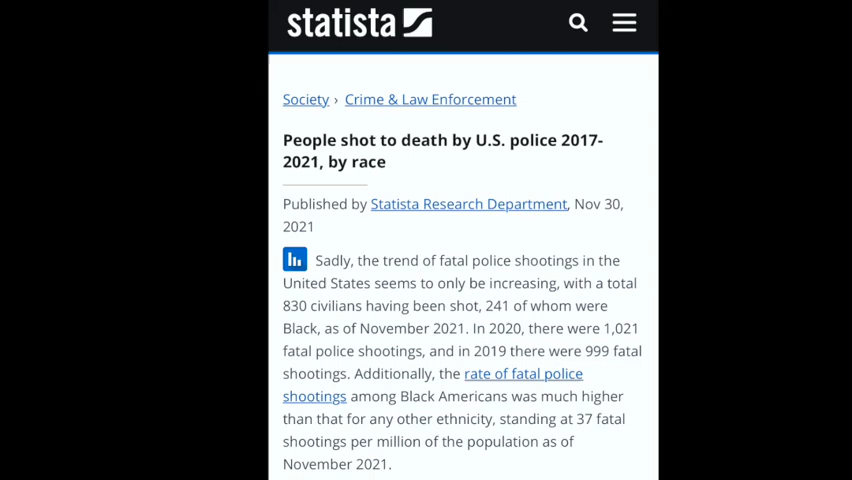 statista
Society › Crime & Law Enforcement
People shot to death by U.S. police 2017-
2021, by race
Published by Statista Research Department, Nov 30,
2021
Sadly, the trend of fatal police shootings in the
United States seems to only be increasing, with a total
830 civilians having been shot, 241 of whom were
Black, as of November 2021. In 2020, there were 1,021
fatal police shootings, and in 2019 there were 999 fatal
shootings. Additionally, the rate of fatal police
shootings among Black Americans was much higher
than that for any other ethnicity, standing at 37 fatal
shootings per million of the population as of
November 2021.